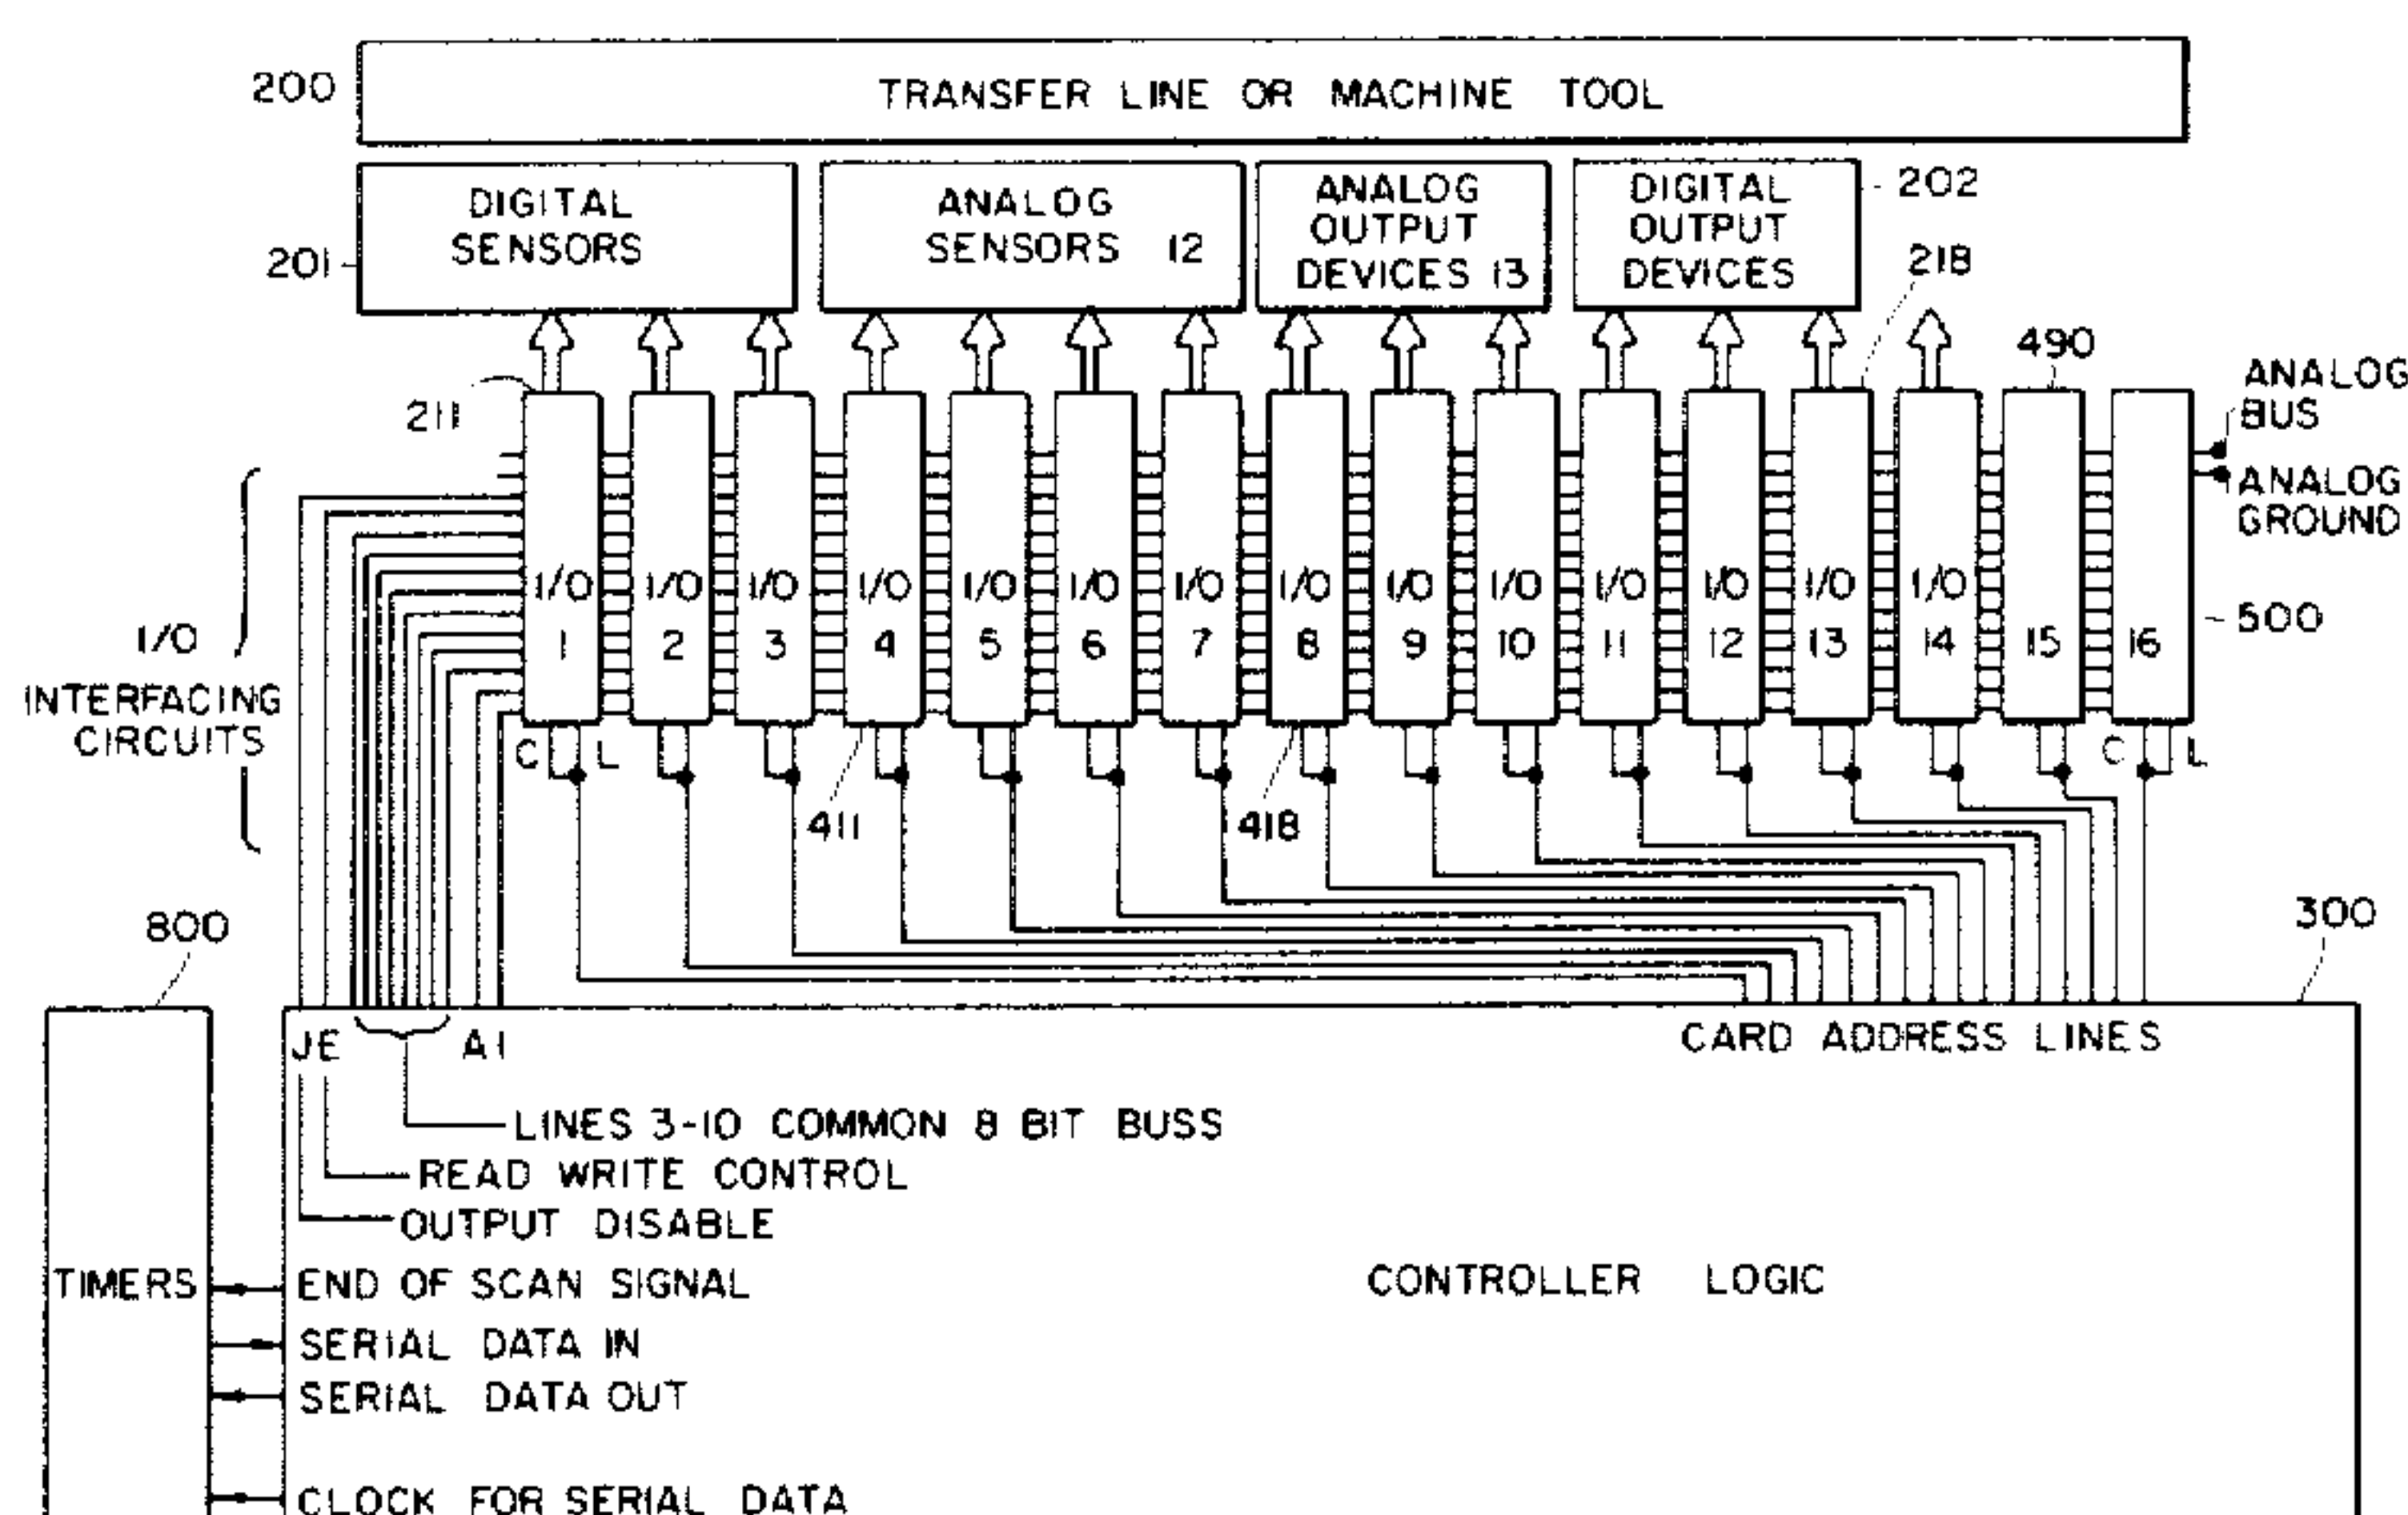 200
TRANSFER LINE OR MACHINE TOOL
201
DIGITAL
SENSORS
ANALOG
SENSORS 12
ANALOG
OUTPUT
DEVICES 13
DIGITAL
OUTPUT
DEVICES
202
218
211
490
ANALOG
BUS
ANALOG
GROUND
I/O
INTERFACING
CIRCUITS
I/O I/O I/O I/O I/O I/O I/O I/O I/O I/O I/O I/O I/O I/O
1 2 3 4 5 6 7 8 9 10 11 12 13 14 15 16
500
C L
C L
411
418
800
300
JE A1
CARD ADDRESS LINES
LINES 3-10 COMMON 8 BIT BUSS
READ WRITE CONTROL
OUTPUT DISABLE
TIMERS
END OF SCAN SIGNAL
CONTROLLER LOGIC
SERIAL DATA IN
SERIAL DATA OUT
CLOCK FOR SERIAL DATA